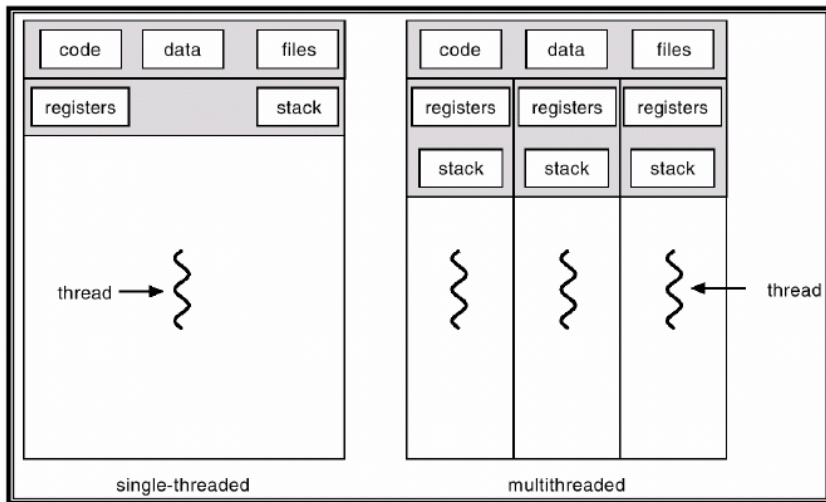 code data files
registers stack
thread
single-threaded
code data files
registers registers registers
stack stack stack
thread
multithreaded